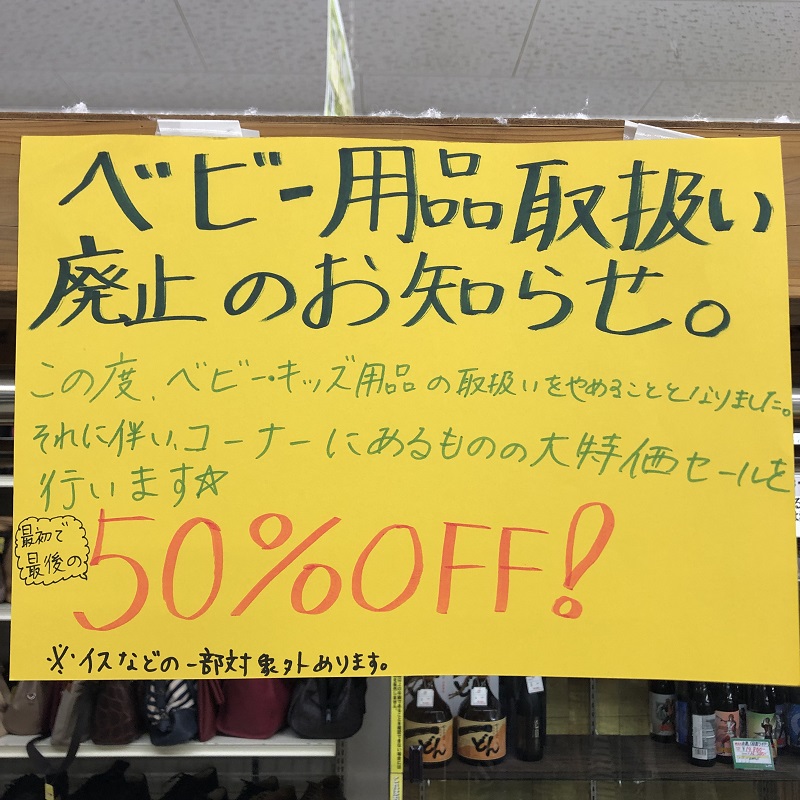 ベビー用品取扱い
廃止のお知らせ。
この度、ベビー・キッズ用品の取扱いをやめることとなりました。
それに伴い、コーナーにあるものの大特価セールを
行います☆
最初で
最後の
50%OFF!
※イスなどの一部対象外あります。